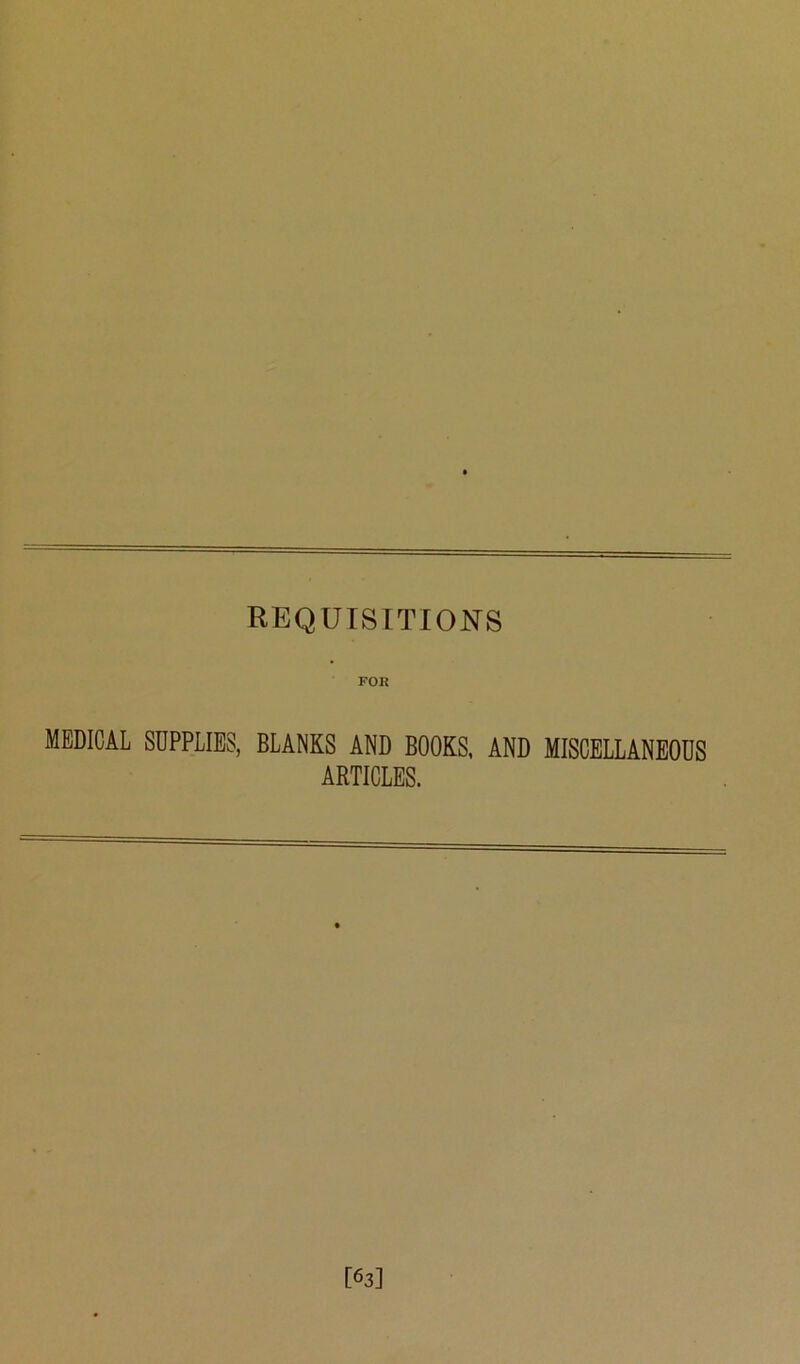 REQUISITIONS
FOR
MEDICAL SUPPLIES, BLANKS AND BOOKS, AND MISCELLANEOUS
ARTICLES.
[63]